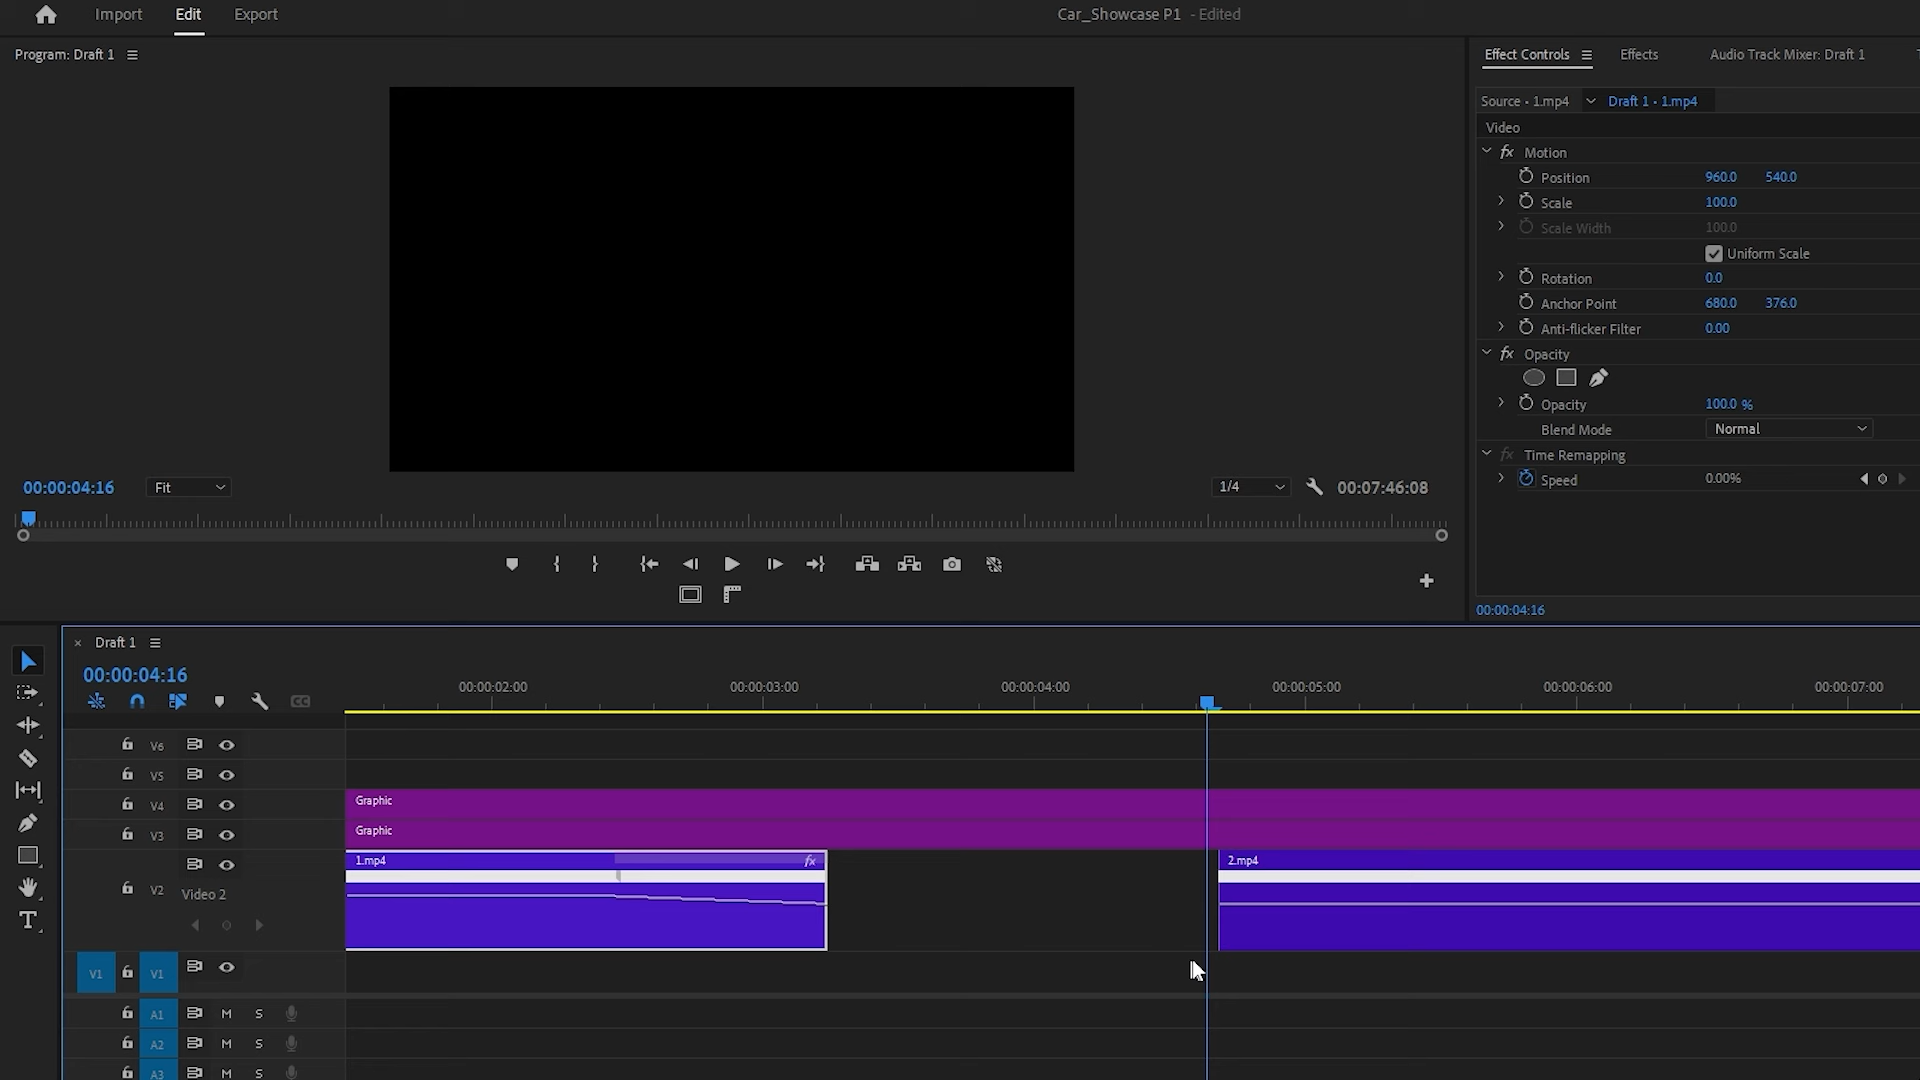 Import Edit Export Car_Showcase P1 - Edited
Program: Draft 1
Effect Controls Effects Audio Track Mixer: Draft 1
Source • 1.mp4 Draft 1 • 1.mp4
Video
fx Motion
Position 960.0 540.0
Scale 100.0
Scale Width 100.0
Uniform Scale
Rotation 0.0
Anchor Point 680.0 376.0
Anti-flicker Filter 0.00
fx Opacity
Opacity 100.0 %
Blend Mode Normal
fx Time Remapping
Speed 0.00%
00:00:04:16 Fit 1/4 00:07:46:08
00:00:04:16
× Draft 1
00:00:04:16
00:00:02:00 00:00:03:00 00:00:04:00 00:00:05:00 00:00:06:00 00:00:07:00
CC
V6
V5
V4 Graphic
V3 Graphic
1.mp4 fx 2.mp4
V2 Video 2
V1 V1
A1 M S
A2 M S
A3 M S
T